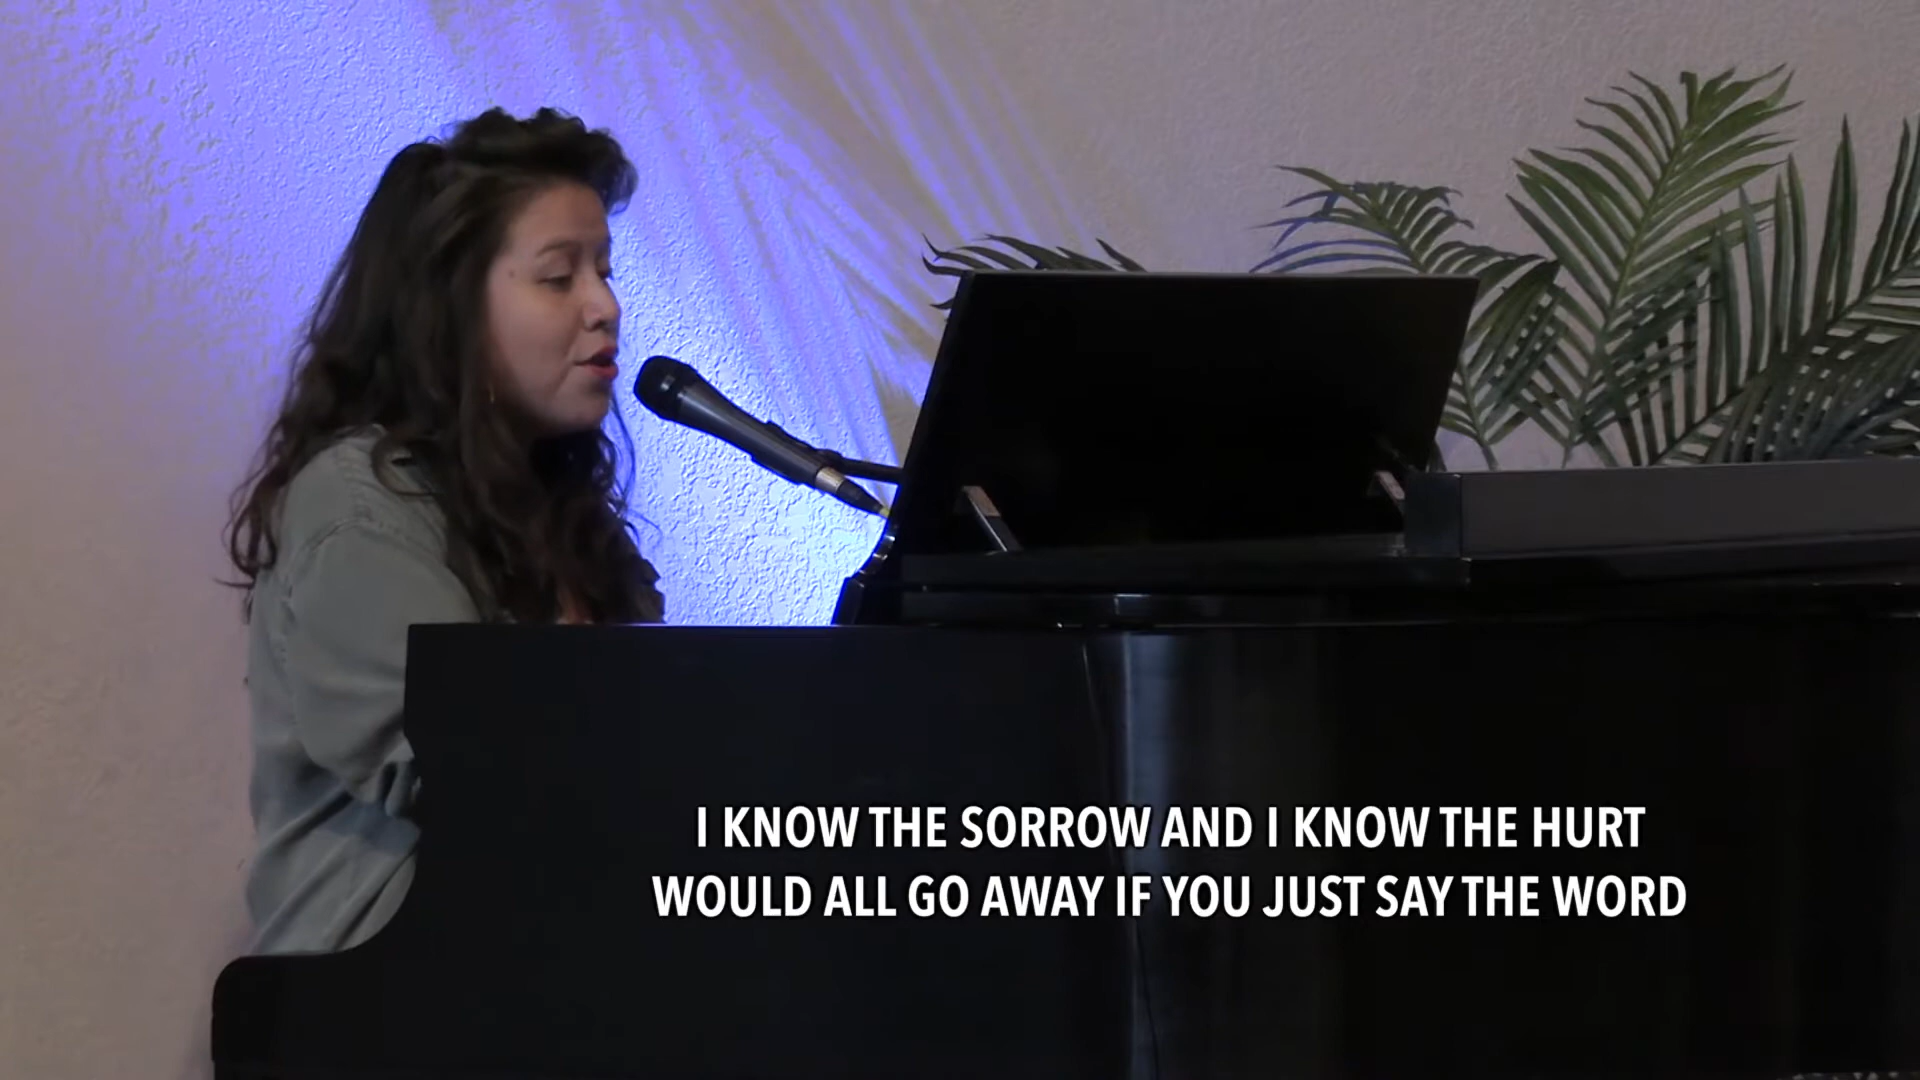 I KNOW THE SORROW AND I KNOW THE HURT
WOULD ALL GO AWAY IF YOU JUST SAY THE WORD